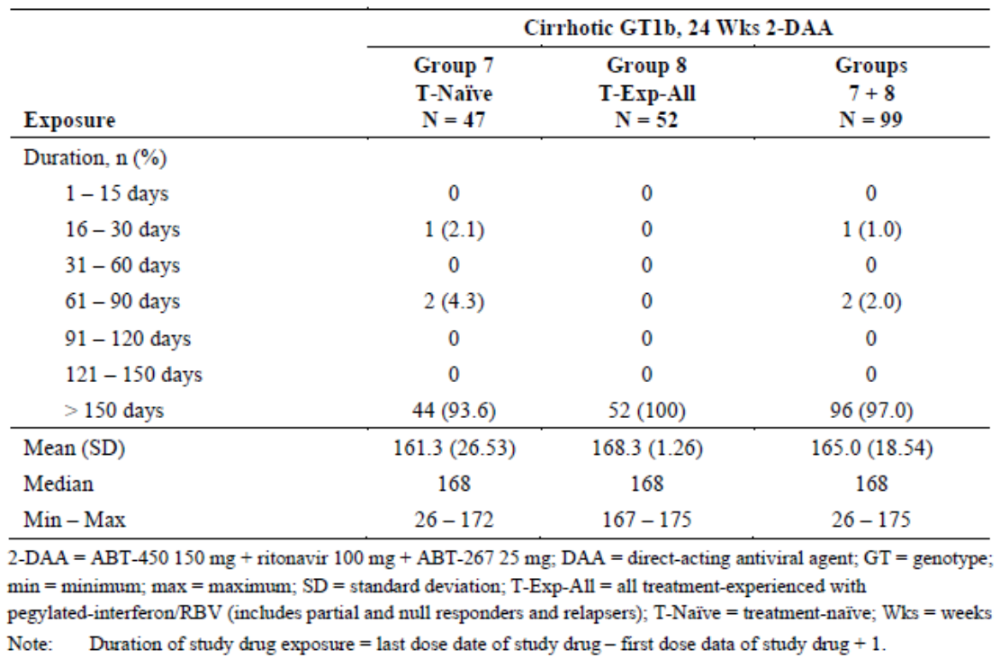 Cirrhotic GT1b, 24 Wks 2-DAA
Group 7 Group 8 Groups
T-Naïve T-Exp-All 7 + 8
Exposure N = 47 N = 52 N = 99
Duration, n (%)
1 – 15 days 0 0 0
16 – 30 days 1 (2.1) 0 1 (1.0)
31 – 60 days 0 0 0
61 – 90 days 2 (4.3) 0 2 (2.0)
91 – 120 days 0 0 0
121 – 150 days 0 0 0
> 150 days 44 (93.6) 52 (100) 96 (97.0)
Mean (SD) 161.3 (26.53) 168.3 (1.26) 165.0 (18.54)
Median 168 168 168
Min – Max 26 – 172 167 – 175 26 – 175
2-DAA = ABT-450 150 mg + ritonavir 100 mg + ABT-267 25 mg; DAA = direct-acting antiviral agent; GT = genotype;
min = minimum; max = maximum; SD = standard deviation; T-Exp-All = all treatment-experienced with
pegylated-interferon/RBV (includes partial and null responders and relapsers); T-Naïve = treatment-naïve; Wks = weeks
Note: Duration of study drug exposure = last dose date of study drug – first dose data of study drug + 1.